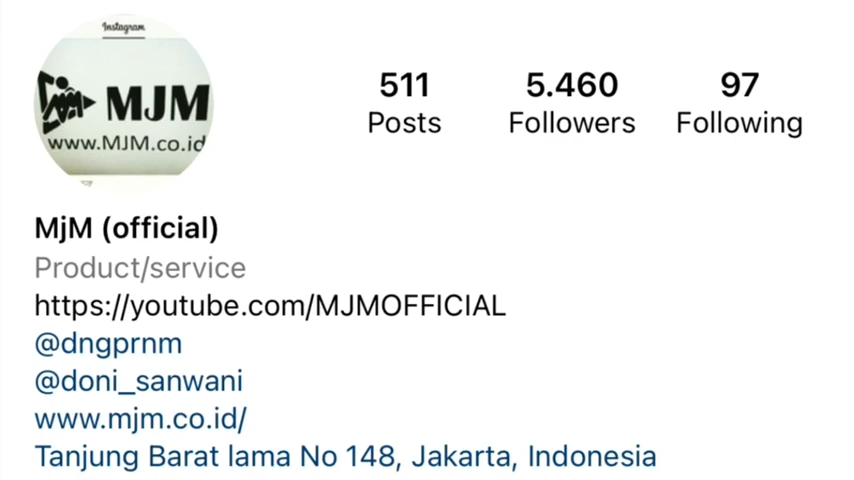 Instagram
MJM
www.MJM.co.id
511
Posts
5.460
Followers
97
Following
MjM (official)
Product/service
https://youtube.com/MJMOFFICIAL
@dngprnm
@doni_sanwani
www.mjm.co.id/
Tanjung Barat lama No 148, Jakarta, Indonesia